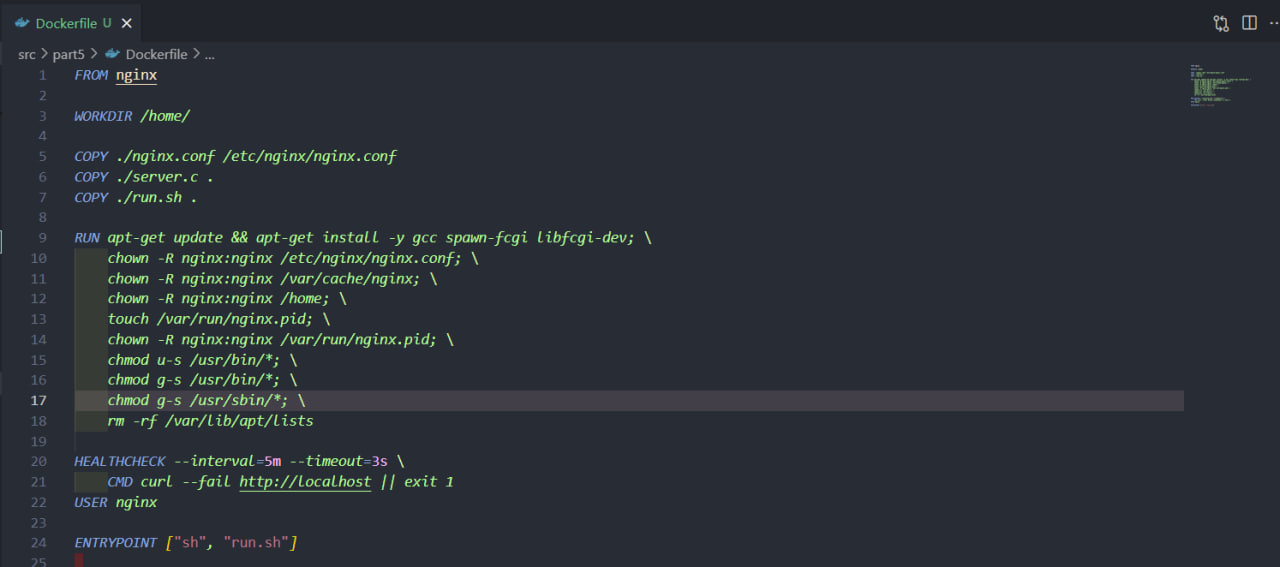 Dockerfile U ×
src > part5 > Dockerfile > ...
1 FROM nginx
2
3 WORKDIR /home/
4
5 COPY ./nginx.conf /etc/nginx/nginx.conf
6 COPY ./server.c .
7 COPY ./run.sh .
8
9 RUN apt-get update && apt-get install -y gcc spawn-fcgi libfcgi-dev; \
10 chown -R nginx:nginx /etc/nginx/nginx.conf; \
11 chown -R nginx:nginx /var/cache/nginx; \
12 chown -R nginx:nginx /home; \
13 touch /var/run/nginx.pid; \
14 chown -R nginx:nginx /var/run/nginx.pid; \
15 chmod u-s /usr/bin/*; \
16 chmod g-s /usr/bin/*; \
17 chmod g-s /usr/sbin/*; \
18 rm -rf /var/lib/apt/lists
19
20 HEALTHCHECK --interval=5m --timeout=3s \
21 CMD curl --fail http://localhost || exit 1
22 USER nginx
23
24 ENTRYPOINT ["sh", "run.sh"]
25